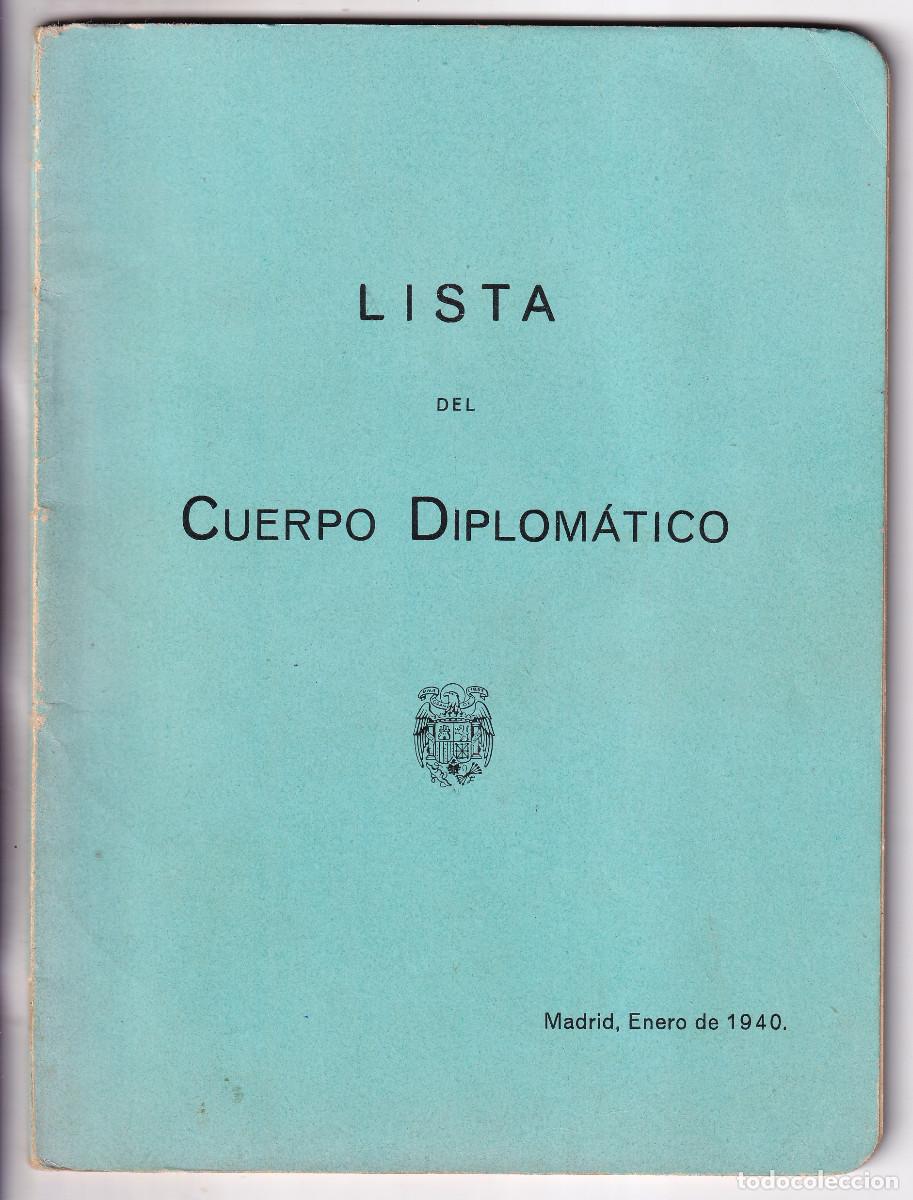 LISTA
DEL
CUERPO DIPLOMÁTICO
Madrid, Enero de 1940.
todocoleccion